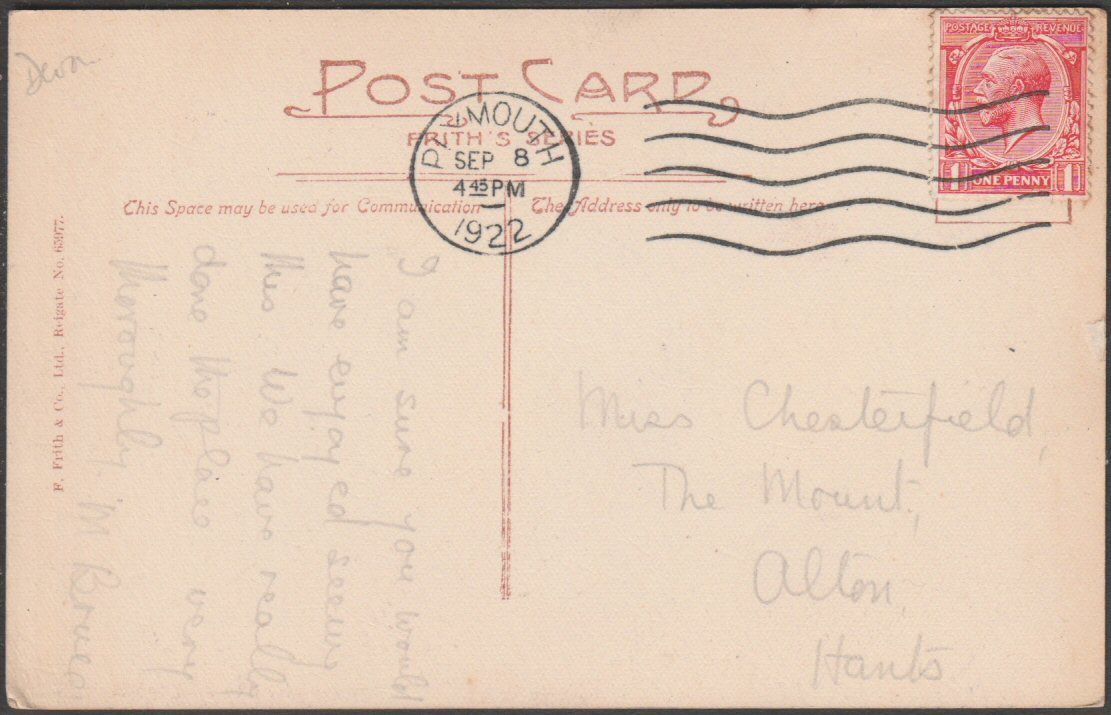 Devon
POST CARD
FRITH'S SERIES
PLYMOUTH
SEP 8
4 45 PM
1922
POSTAGE REVENUE
1 ONE PENNY 1
This Space may be used for Communication
The Address only to be written here
F. Frith & Co., Ltd., Reigate No. 65977.
I am sure you would
have enjoyed seeing
this. We have really
done the place very
thoroughly. M
Miss Chesterfield,
The Mount,
Alton,
Hants